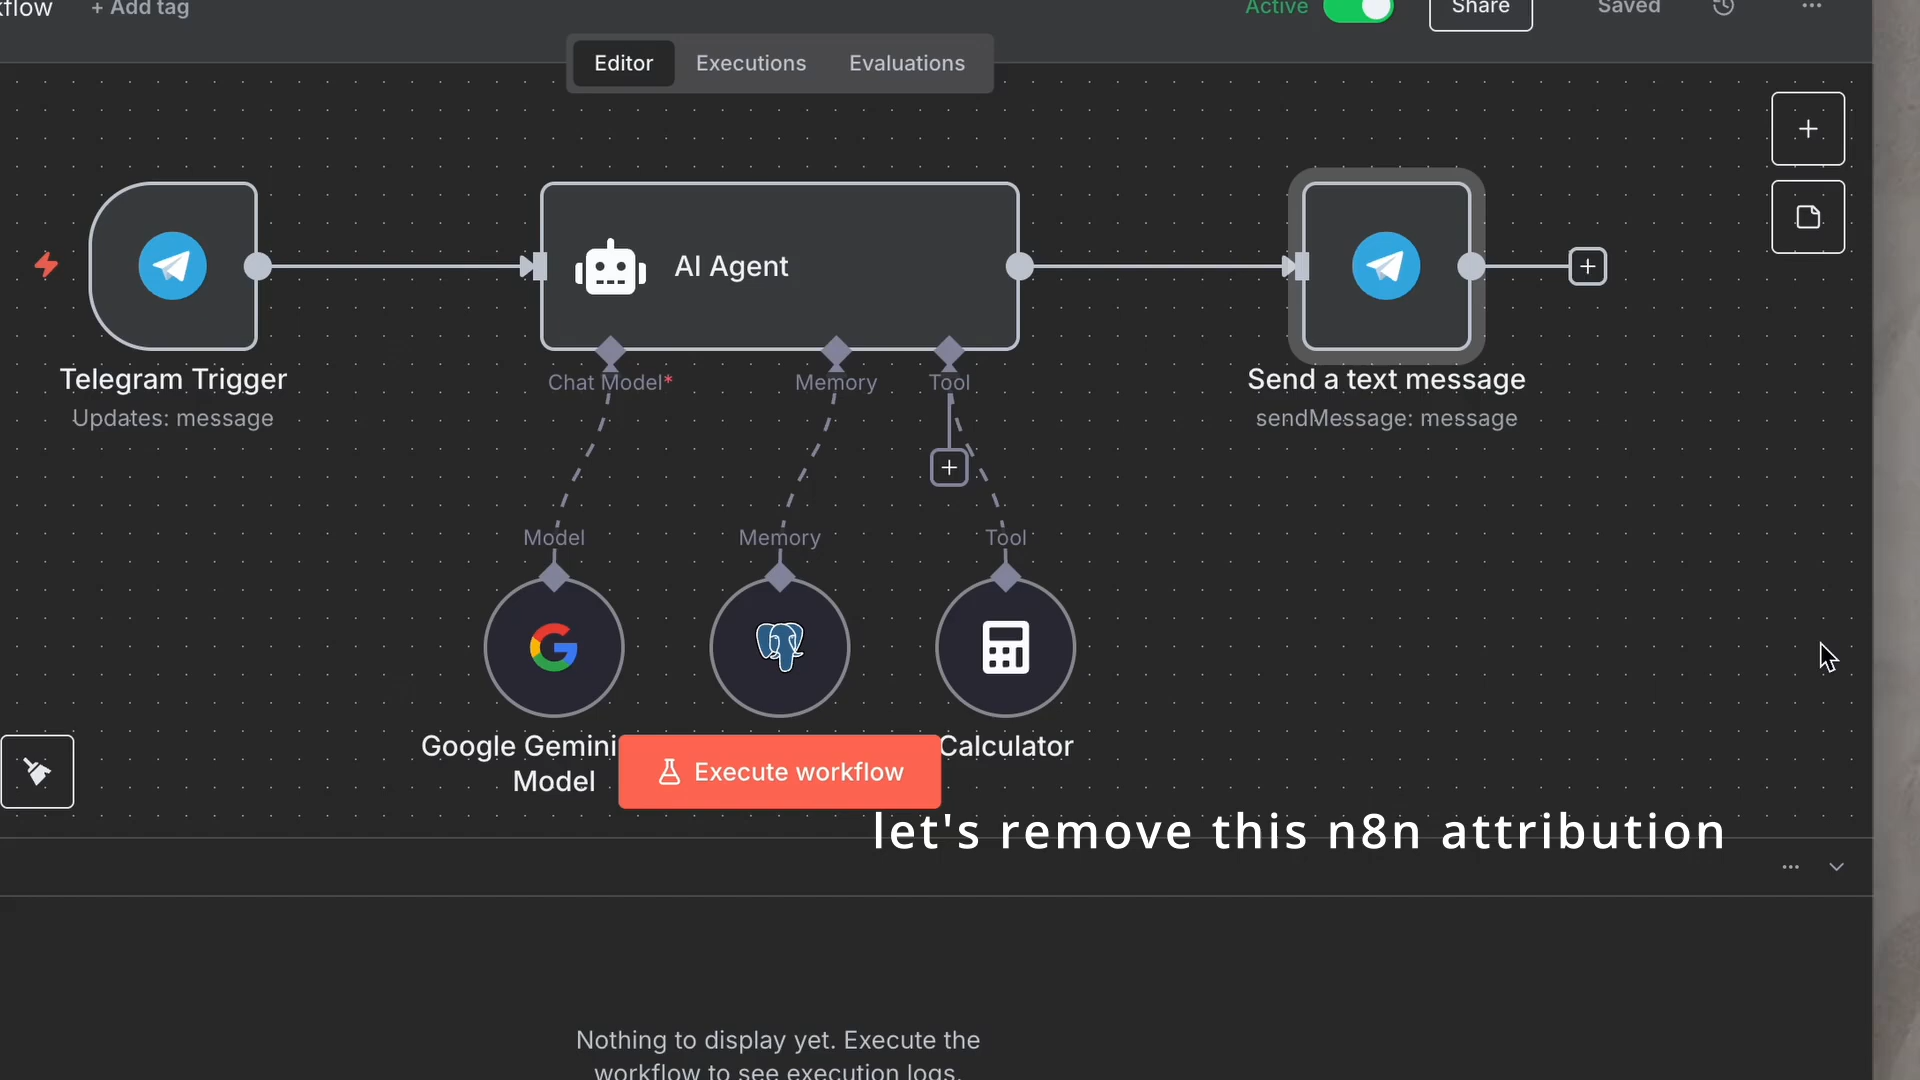 kflow
+ Add tag
Active
Share
Saved
Editor
Executions
Evaluations
AI Agent
Telegram Trigger
Updates: message
Chat Model*
Memory
Tool
Send a text message
sendMessage: message
Model
Memory
Tool
Google Gemini
Model
Calculator
Execute workflow
let's remove this n8n attribution
Nothing to display yet. Execute the
workflow to see execution logs.